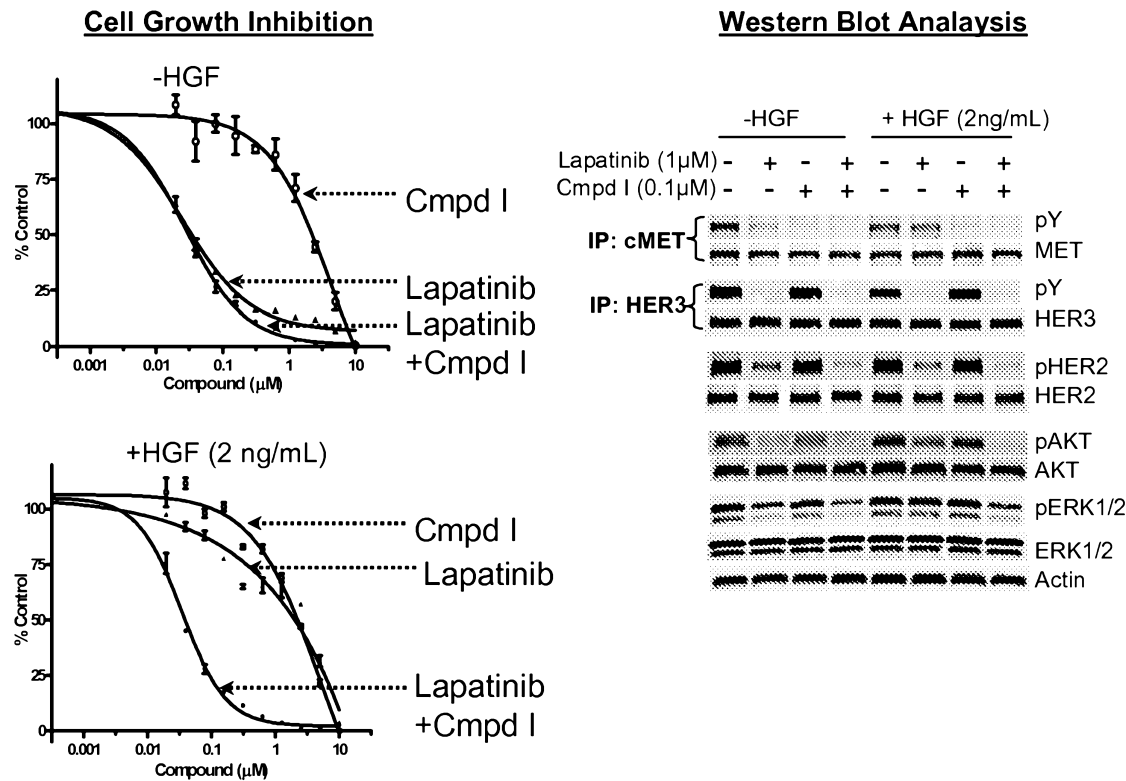 Cell Growth Inhibition
-HGF
100
75
50
25
0
% Control
Cmpd I
Lapatinib
Lapatinib
+Cmpd I
0.001 0.01 0.1 1 10
Compound (µM)
+HGF (2 ng/mL)
100
75
50
25
0
% Control
Cmpd I
Lapatinib
Lapatinib
+Cmpd I
0.001 0.01 0.1 1 10
Compound (µM)
Western Blot Analaysis
-HGF + HGF (2ng/mL)
Lapatinib (1µM) - + - + - + - +
Cmpd I (0.1µM) - - + + - - + +
IP: cMET
pY
MET
IP: HER3
pY
HER3
pHER2
HER2
pAKT
AKT
pERK1/2
ERK1/2
Actin